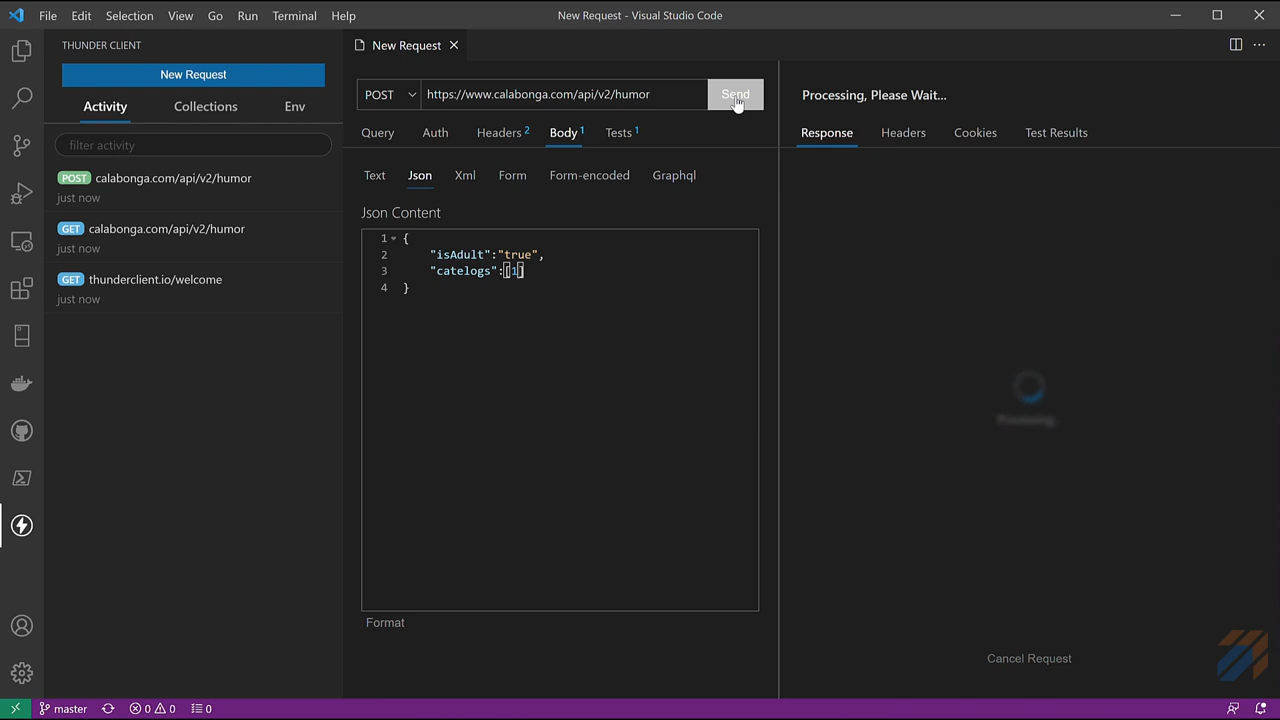 File Edit Selection View Go Run Terminal Help
New Request - Visual Studio Code
THUNDER CLIENT
New Request
Activity Collections Env
filter activity
POST calabonga.com/api/v2/humor
just now
GET calabonga.com/api/v2/humor
just now
GET thunderclient.io/welcome
just now
New Request
POST https://www.calabonga.com/api/v2/humor Send
Query Auth Headers 2 Body 1 Tests 1
Text Json Xml Form Form-encoded Graphql
Json Content
1 {
2 "isAdult":"true",
3 "catelogs":[1]
4 }
Format
Processing, Please Wait...
Response Headers Cookies Test Results
Processing..
Cancel Request
master 0 0 0